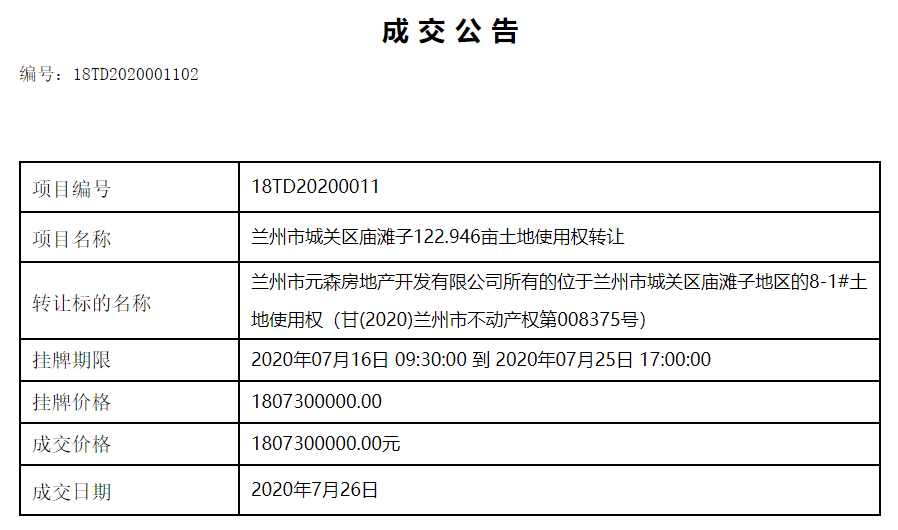 成交公告
编号：18TD2020001102
项目编号 18TD20200011
项目名称 兰州市城关区庙滩子122.946亩土地使用权转让
转让标的名称 兰州市元森房地产开发有限公司所有的位于兰州市城关区庙滩子地区的8-1#土
地使用权（甘(2020)兰州市不动产权第008375号）
挂牌期限 2020年07月16日 09:30:00 到 2020年07月25日 17:00:00
挂牌价格 1807300000.00
成交价格 1807300000.00元
成交日期 2020年7月26日